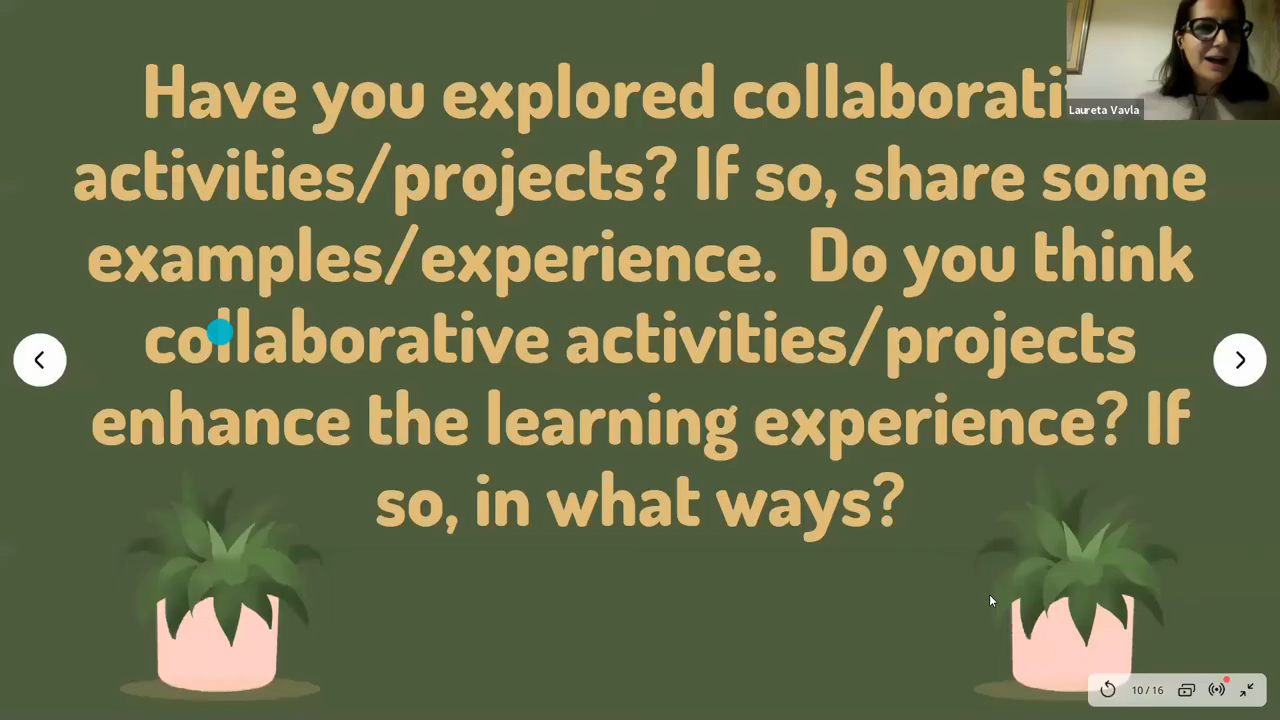 Have you explored collaborati
activities/projects? If so, share some
examples/experience. Do you think
collaborative activities/projects
enhance the learning experience? If
so, in what ways?
Laureta Vavla
10 / 16